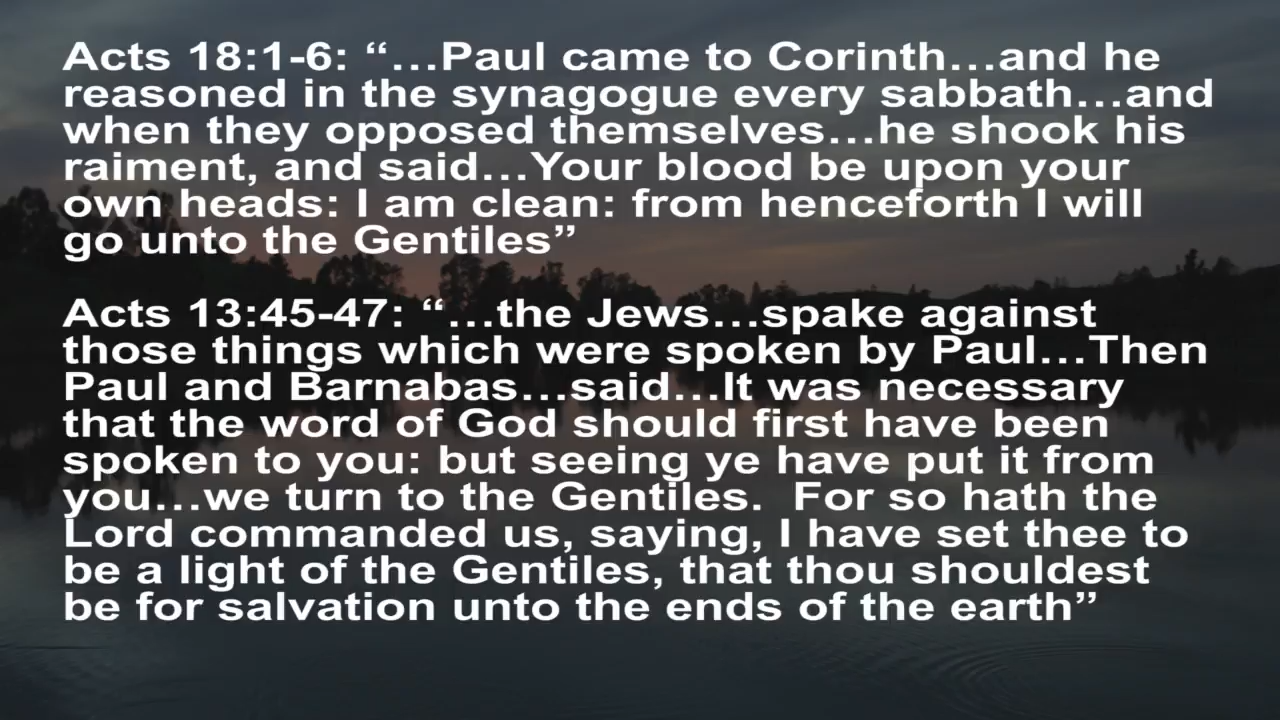 Acts 18:1-6: “…Paul came to Corinth…and he
reasoned in the synagogue every sabbath…and
when they opposed themselves…he shook his
raiment, and said…Your blood be upon your
own heads: I am clean: from henceforth I will
go unto the Gentiles”
Acts 13:45-47: “…the Jews…spake against
those things which were spoken by Paul…Then
Paul and Barnabas…said…It was necessary
that the word of God should first have been
spoken to you: but seeing ye have put it from
you…we turn to the Gentiles.  For so hath the
Lord commanded us, saying, I have set thee to
be a light of the Gentiles, that thou shouldest
be for salvation unto the ends of the earth”